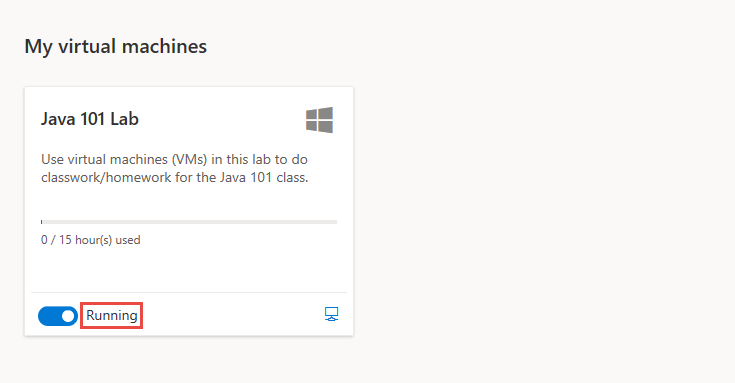 My virtual machines
Java 101 Lab
Use virtual machines (VMs) in this lab to do
classwork/homework for the Java 101 class.
0 / 15 hour(s) used
Running